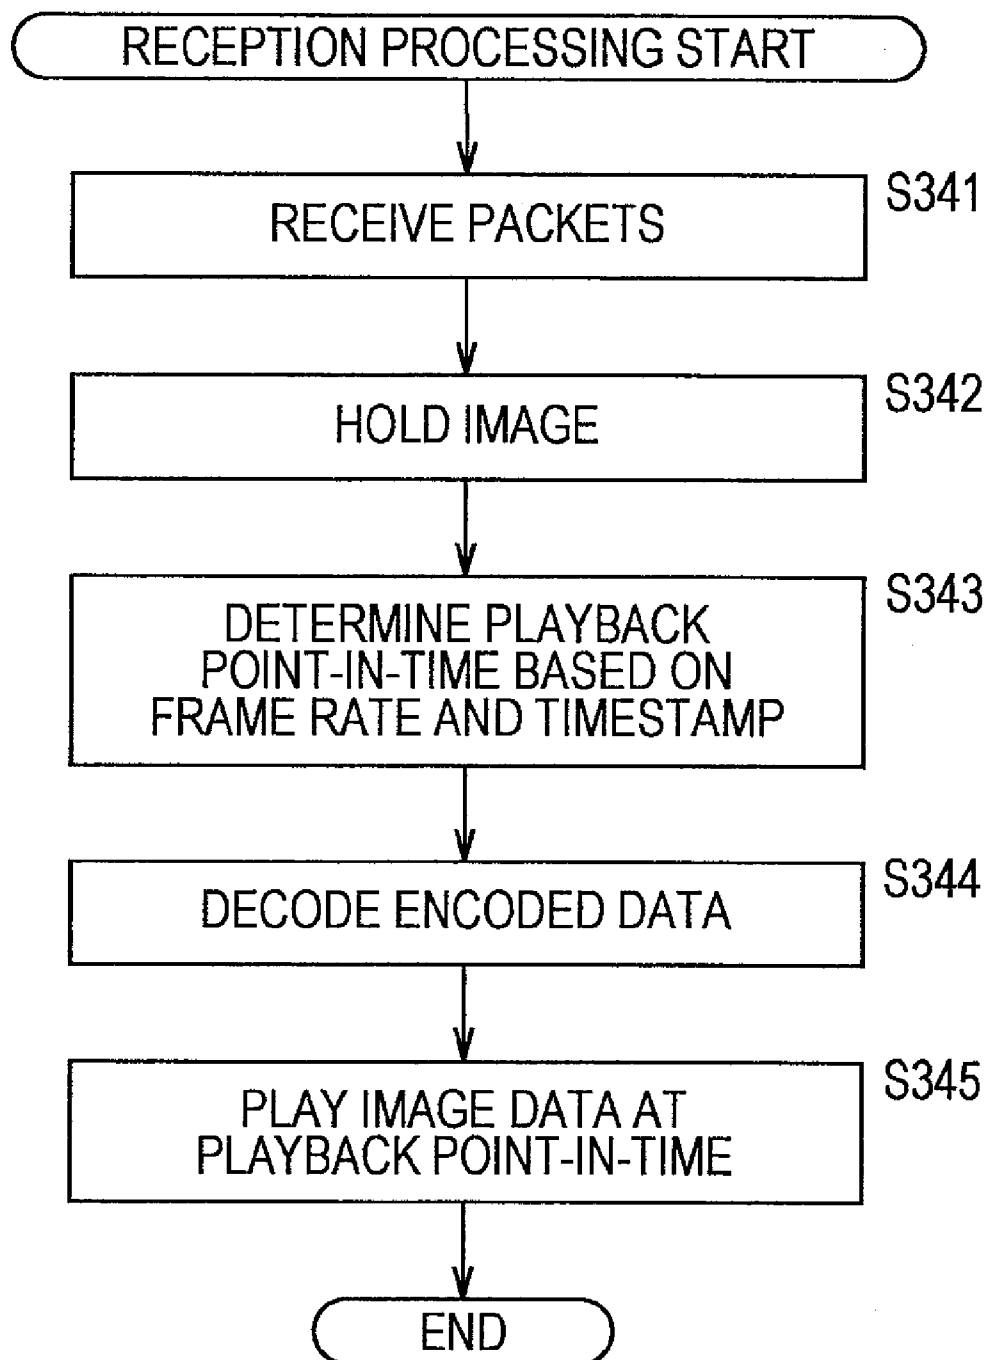 RECEPTION PROCESSING START
S341
RECEIVE PACKETS
S342
HOLD IMAGE
S343
DETERMINE PLAYBACK
POINT-IN-TIME BASED ON
FRAME RATE AND TIMESTAMP
S344
DECODE ENCODED DATA
S345
PLAY IMAGE DATA AT
PLAYBACK POINT-IN-TIME
END